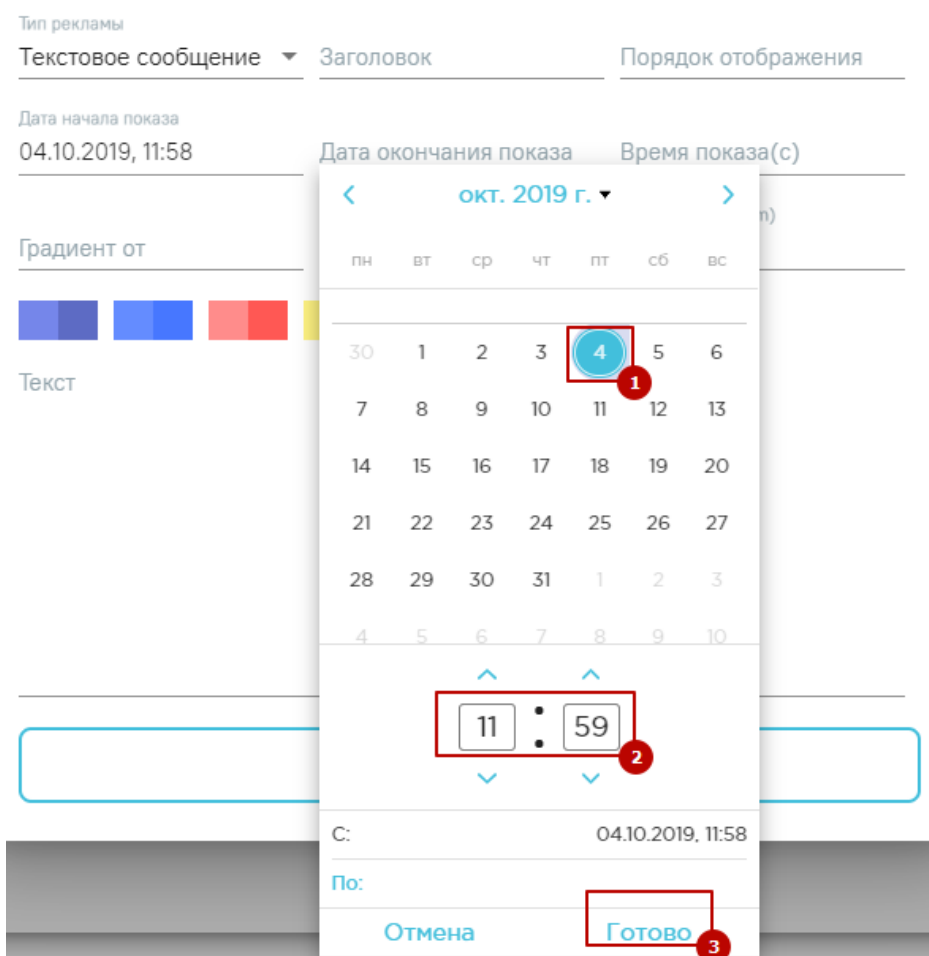 Тип рекламы
Текстовое сообщение Заголовок Порядок отображения
Дата начала показа
04.10.2019, 11:58 Дата окончания показа Время показа(с)
Градиент от
Текст
окт. 2019 г.
пн вт ср чт пт сб вс
30 1 2 3 4 5 6
1
7 8 9 10 11 12 13
14 15 16 17 18 19 20
21 22 23 24 25 26 27
28 29 30 31 1 2 3
4 5 6 7 8 9 10
11 : 59
2
С: 04.10.2019, 11:58
По:
Отмена Готово
3